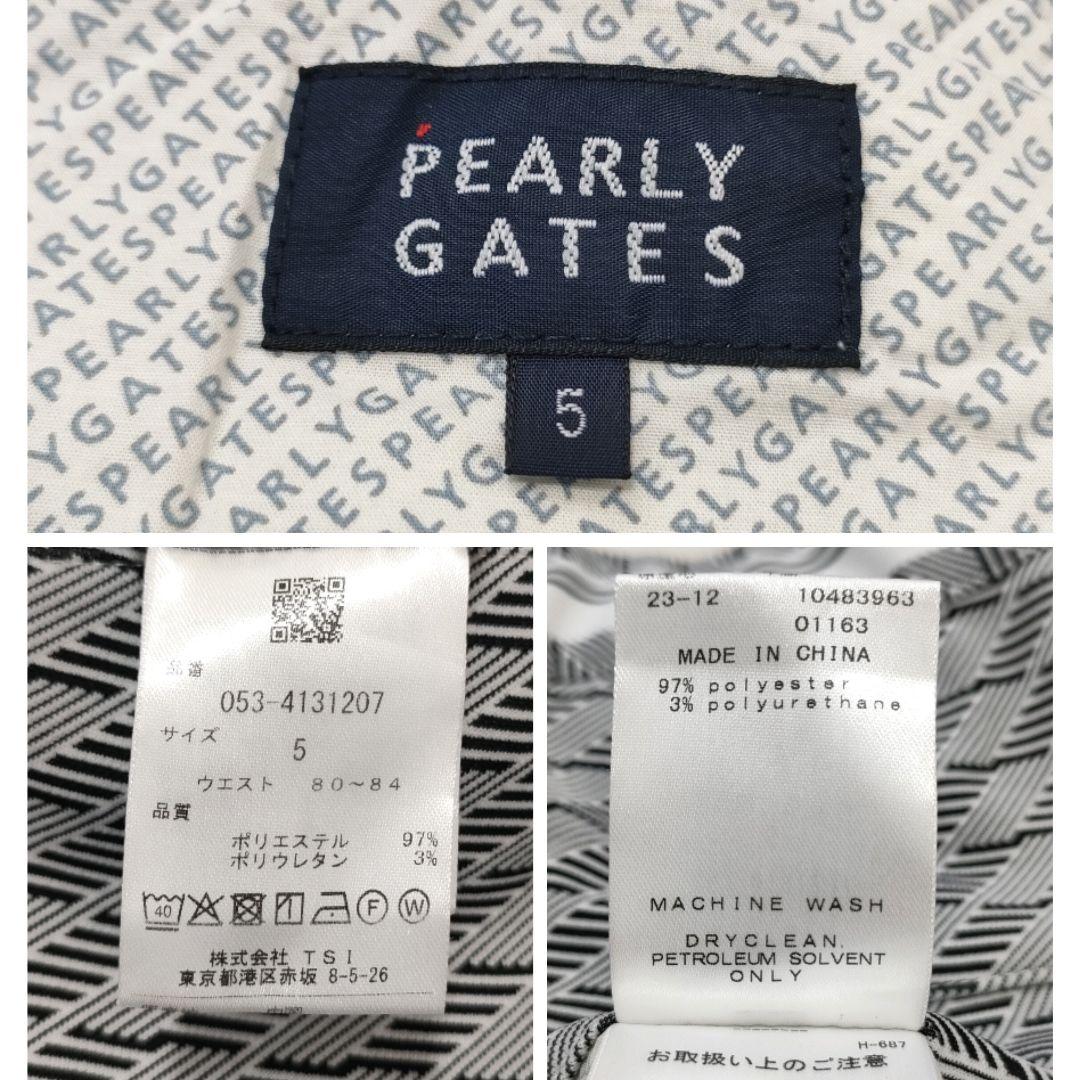 PEARLY
GATES
5
品番
053-4131207
サイズ
5
ウエスト 80～84
品質
ポリエステル 97%
ポリウレタン 3%
40 F W
株式会社 TSI
東京都港区赤坂 8-5-26
23-12 10483963
01163
MADE IN CHINA
97% polyester
3% polyurethane
MACHINE WASH
DRYCLEAN.
PETROLEUM SOLVENT
ONLY
H-687
お取扱い上のご注意